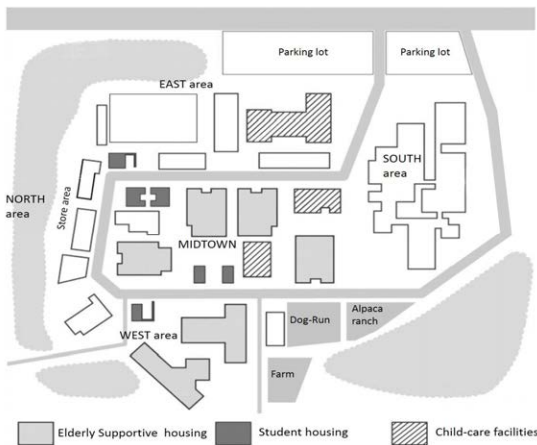 Parking lot
Parking lot
EAST area
SOUTH
area
NORTH
area
Store area
MIDTOWN
WEST area
Dog-Run
Alpaca
ranch
Farm
Elderly Supportive housing
Student housing
Child-care facilities